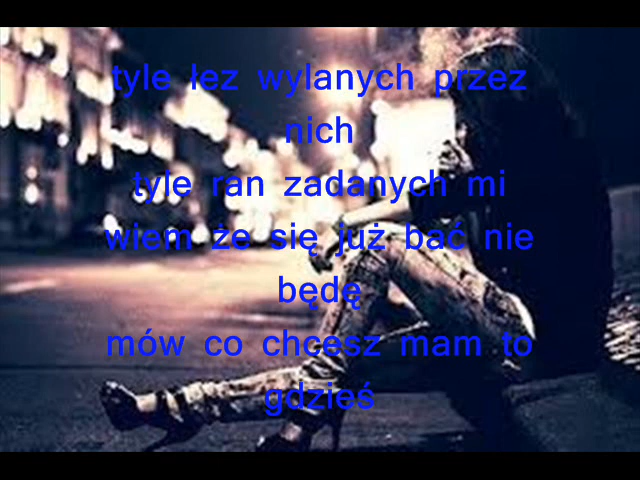 tyle łez wylanych przez
nich
tyle ran zadanych mi
wiem że się już bać nie
będę
mów co chcesz mam to
gdzieś